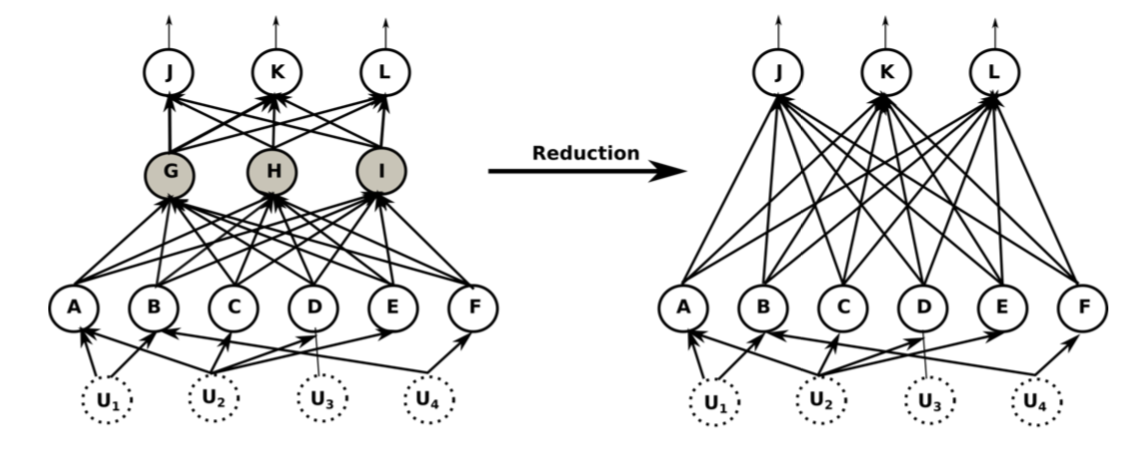 J K L J K L
Reduction
G H I
A B C D E F A B C D E F
U₁ U₂ U₃ U₄ U₁ U₂ U₃ U₄